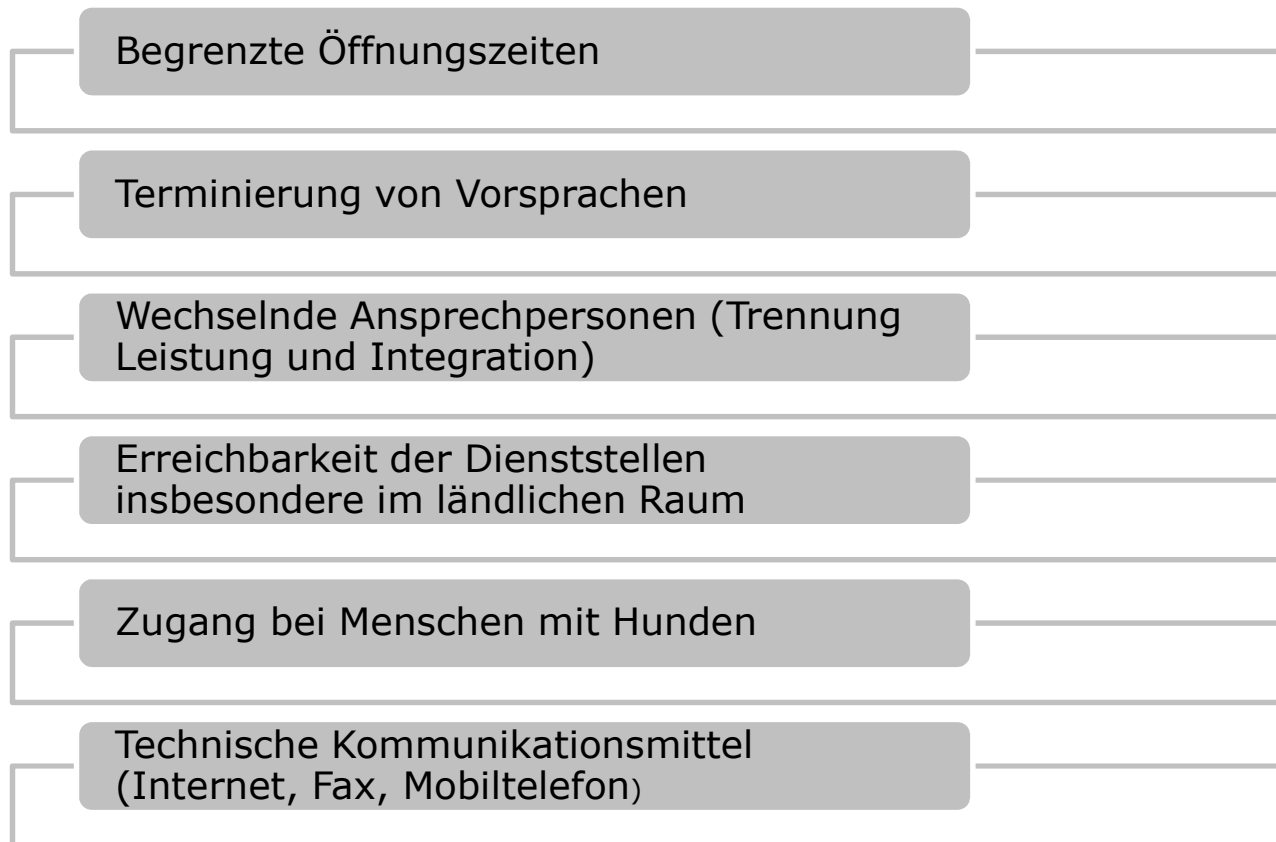 Begrenzte Öffnungszeiten
Terminierung von Vorsprachen
Wechselnde Ansprechpersonen (Trennung
Leistung und Integration)
Erreichbarkeit der Dienststellen
insbesondere im ländlichen Raum
Zugang bei Menschen mit Hunden
Technische Kommunikationsmittel
(Internet, Fax, Mobiltelefon)